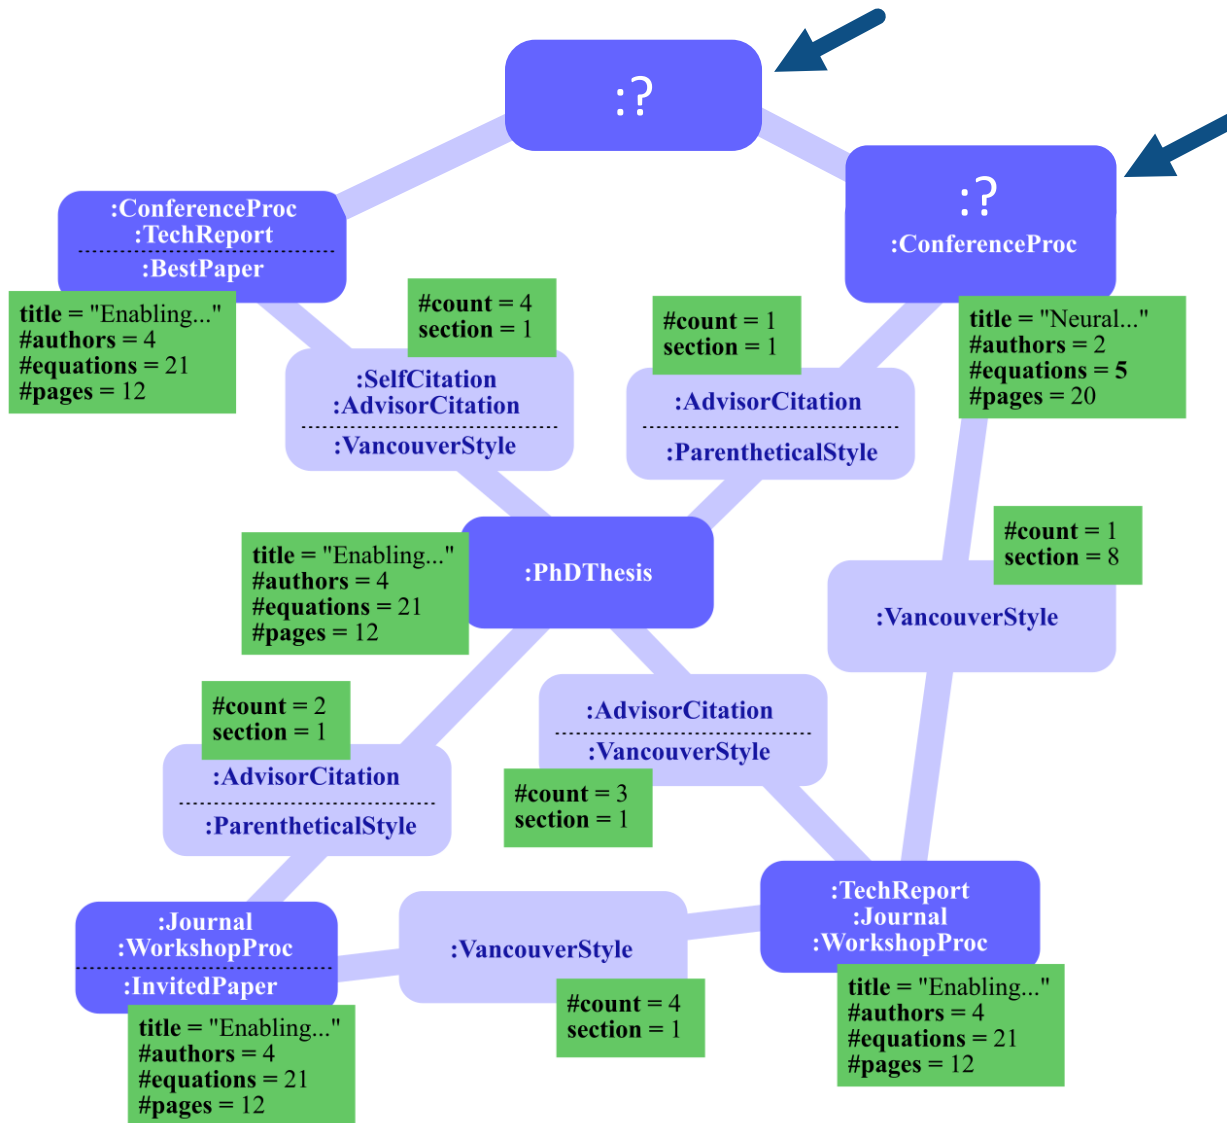 :?
:?
:ConferenceProc
:ConferenceProc
:TechReport
:BestPaper
title = "Enabling..."
#authors = 4
#equations = 21
#pages = 12
#count = 4
section = 1
#count = 1
section = 1
title = "Neural..."
#authors = 2
#equations = 5
#pages = 20
:SelfCitation
:AdvisorCitation
:VancouverStyle
:AdvisorCitation
:ParentheticalStyle
#count = 1
section = 8
title = "Enabling..."
#authors = 4
#equations = 21
#pages = 12
:PhDThesis
:VancouverStyle
#count = 2
section = 1
:AdvisorCitation
:ParentheticalStyle
:AdvisorCitation
:VancouverStyle
#count = 3
section = 1
:Journal
:WorkshopProc
:InvitedPaper
:VancouverStyle
:TechReport
:Journal
:WorkshopProc
#count = 4
section = 1
title = "Enabling..."
#authors = 4
#equations = 21
#pages = 12
title = "Enabling..."
#authors = 4
#equations = 21
#pages = 12